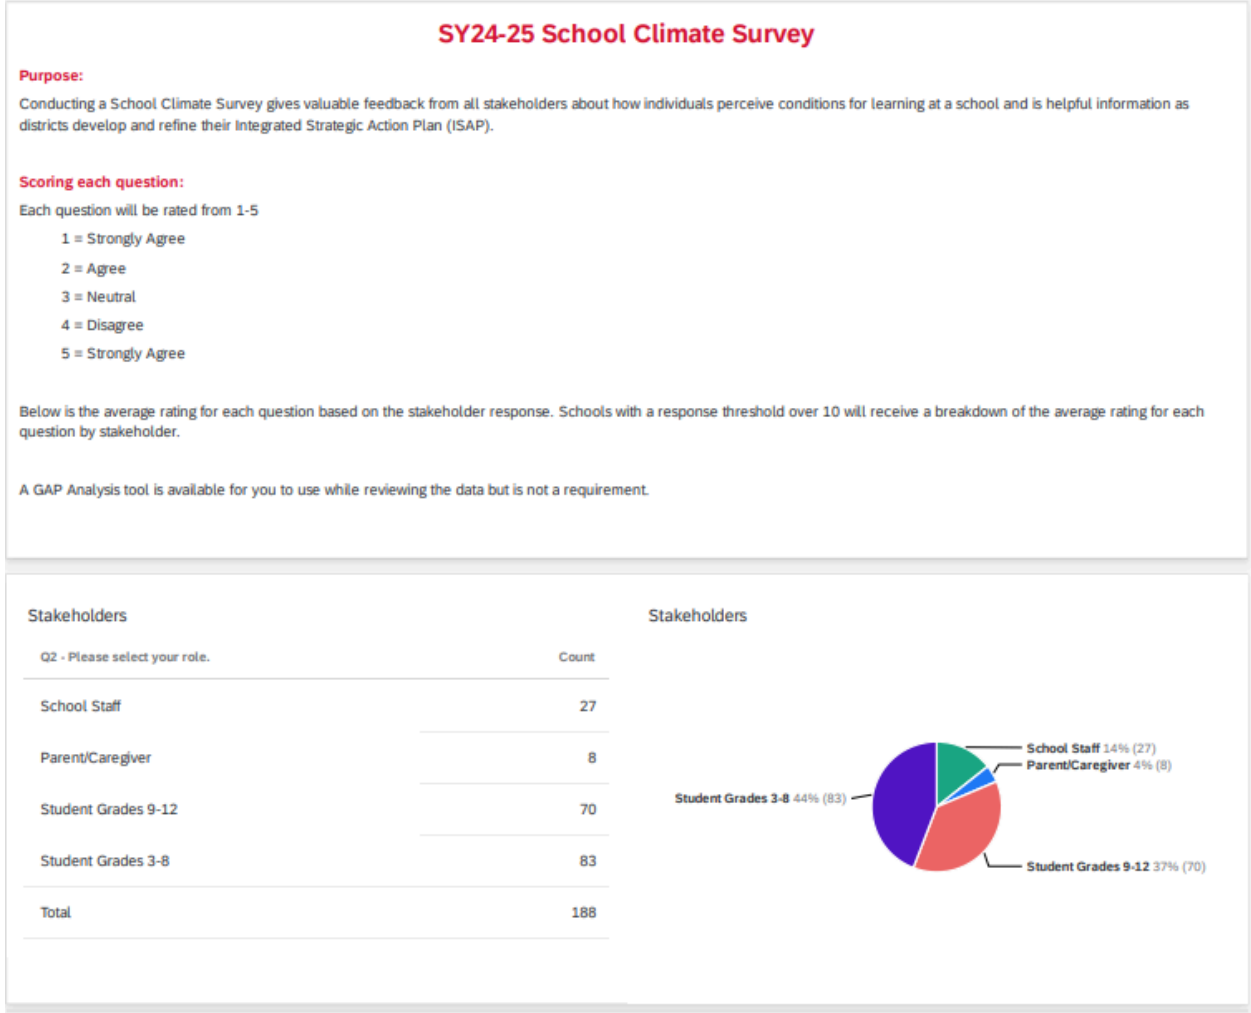 SY24-25 School Climate Survey
Purpose:
Conducting a School Climate Survey gives valuable feedback from all stakeholders about how individuals perceive conditions for learning at a school and is helpful information as
districts develop and refine their Integrated Strategic Action Plan (ISAP).
Scoring each question:
Each question will be rated from 1-5
1 = Strongly Agree
2 = Agree
3 = Neutral
4 = Disagree
5 = Strongly Agree
Below is the average rating for each question based on the stakeholder response. Schools with a response threshold over 10 will receive a breakdown of the average rating for each
question by stakeholder.
A GAP Analysis tool is available for you to use while reviewing the data but is not a requirement.
Stakeholders
Q2 - Please select your role. Count
School Staff 27
Parent/Caregiver 8
Student Grades 9-12 70
Student Grades 3-8 83
Total 188
Stakeholders
School Staff 14% (27)
Parent/Caregiver 4% (8)
Student Grades 3-8 44% (83)
Student Grades 9-12 37% (70)